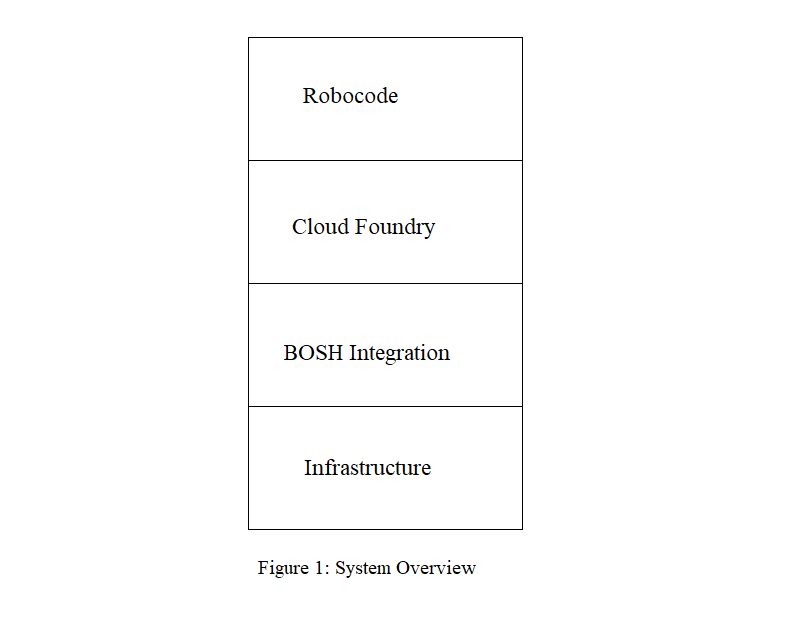 Robocode
Cloud Foundry
BOSH Integration
Infrastructure
Figure 1: System Overview